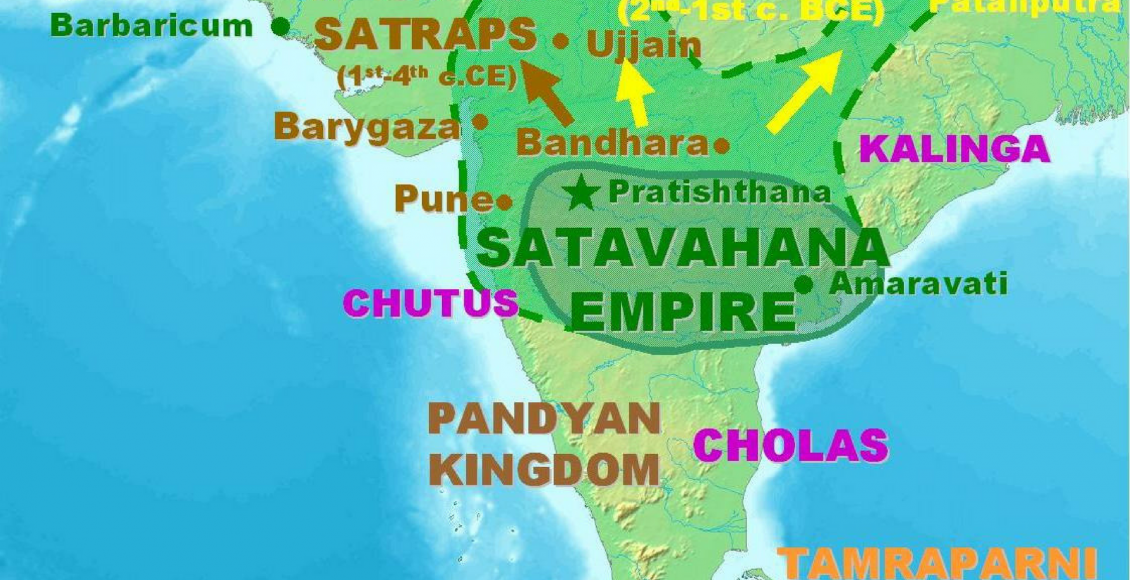 (2nd-1st c. BCE)
Pataliputra
Barbaricum
SATRAPS
Ujjain
(1st-4th c.CE)
Barygaza
Bandhara
KALINGA
Pune
Pratishthana
SATAVAHANA
EMPIRE
Amaravati
CHUTUS
PANDYAN
KINGDOM
CHOLAS
TAMRAPARNI